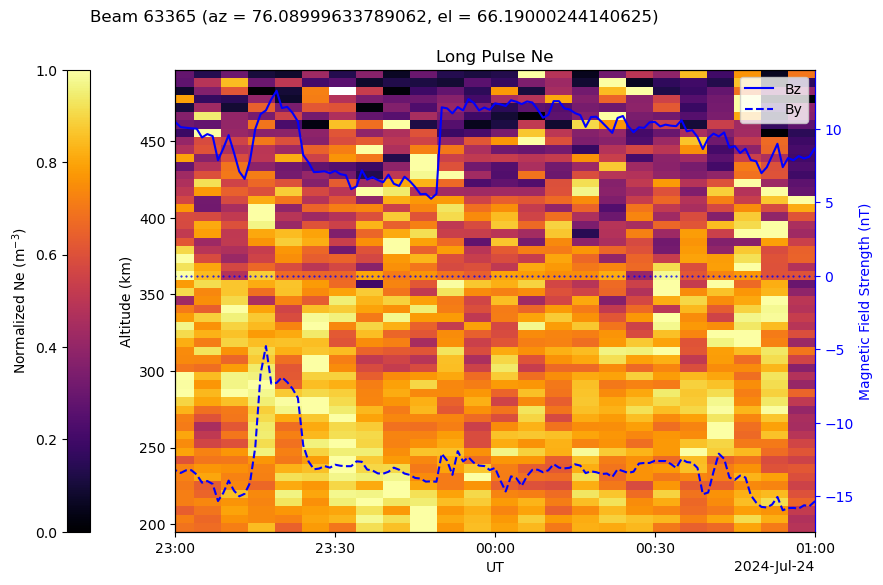 Beam 63365 (az = 76.08999633789062, el = 66.19000244140625)
Long Pulse Ne
1.0
0.8
0.6
0.4
0.2
0.0
Normalized Ne (m⁻³)
450
400
350
300
250
200
Altitude (km)
Bz
By
10
5
0
−5
−10
−15
Magnetic Field Strength (nT)
23:00
23:30
00:00
00:30
01:00
UT
2024-Jul-24